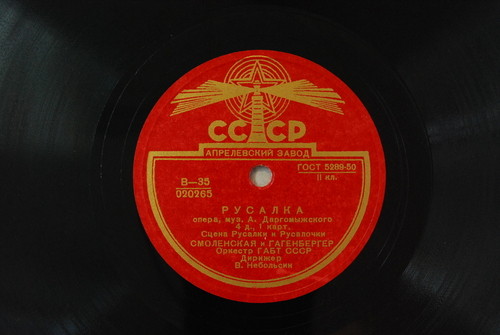 СССР
АПРЕЛЕВСКИЙ ЗАВОД
ГОСТ 5289-50
II кл.
В—35
020265
РУСАЛКА
опера, муз. А. Даргомыжского
4 д., I карт.
Сцена Русалки и Русалочки
СМОЛЕНСКАЯ и ГАГЕНБЕРГЕР
Оркестр ГАБТ СССР
Дирижер
В. Небольсин